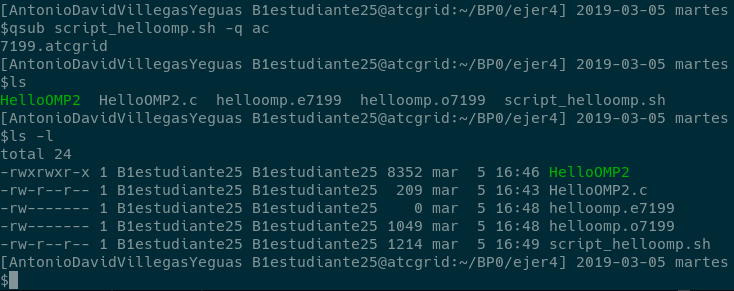 [AntonioDavidVillegasYeguas B1estudiante25@atcgrid:~/BP0/ejer4] 2019-03-05 martes
$qsub script_helloomp.sh -q ac
7199.atcgrid
[AntonioDavidVillegasYeguas B1estudiante25@atcgrid:~/BP0/ejer4] 2019-03-05 martes
$ls
HelloOMP2  HelloOMP2.c  helloomp.e7199  helloomp.o7199  script_helloomp.sh
[AntonioDavidVillegasYeguas B1estudiante25@atcgrid:~/BP0/ejer4] 2019-03-05 martes
$ls -l
total 24
-rwxrwxr-x 1 B1estudiante25 B1estudiante25 8352 mar  5 16:46 HelloOMP2
-rw-r--r-- 1 B1estudiante25 B1estudiante25  209 mar  5 16:43 HelloOMP2.c
-rw------- 1 B1estudiante25 B1estudiante25    0 mar  5 16:48 helloomp.e7199
-rw------- 1 B1estudiante25 B1estudiante25 1049 mar  5 16:48 helloomp.o7199
-rw-r--r-- 1 B1estudiante25 B1estudiante25 1214 mar  5 16:49 script_helloomp.sh
[AntonioDavidVillegasYeguas B1estudiante25@atcgrid:~/BP0/ejer4] 2019-03-05 martes
$